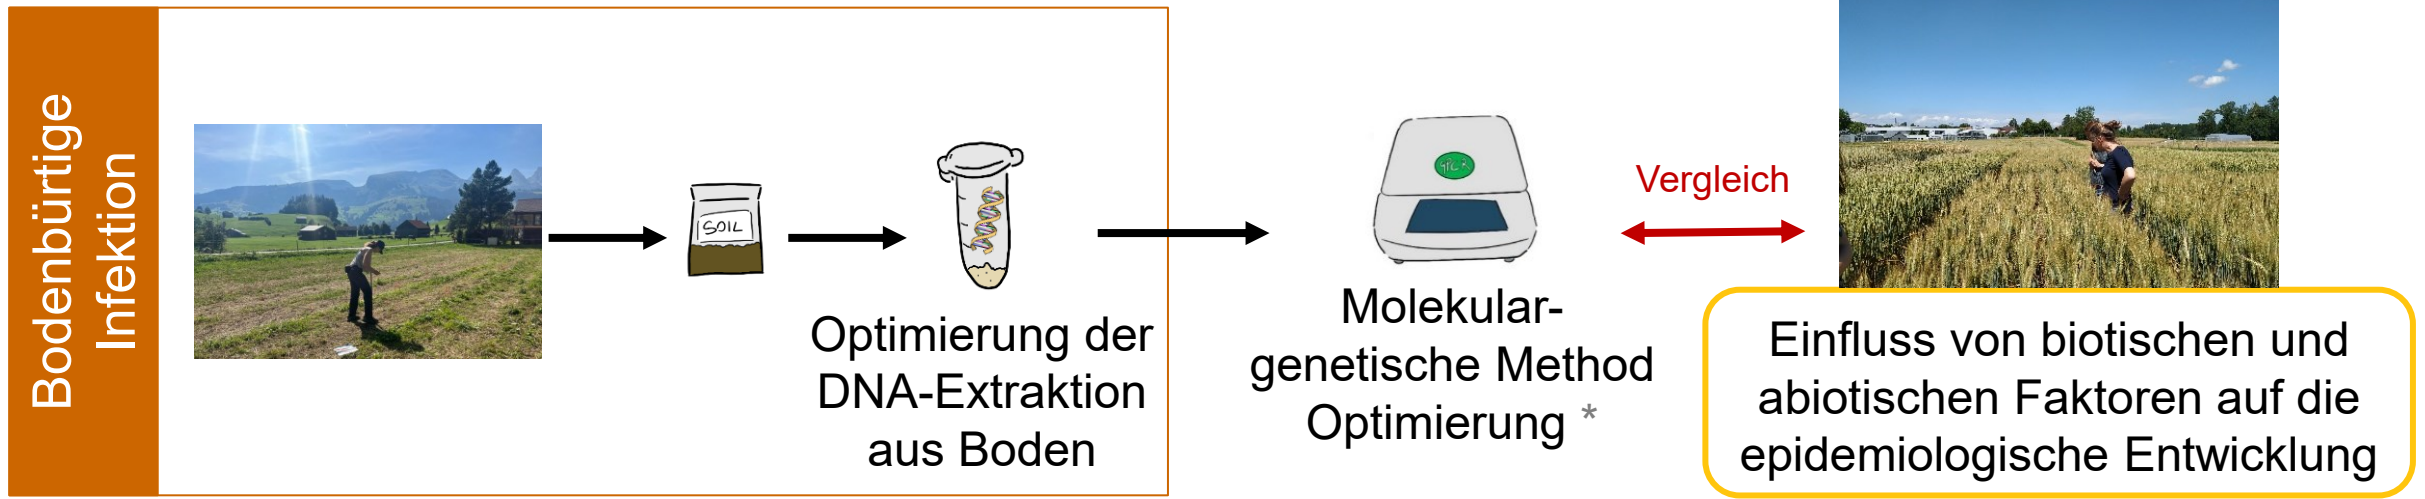 Bodenbürtige
Infektion
SOIL
Optimierung der
DNA-Extraktion
aus Boden
qPCR
Molekular-
genetische Method
Optimierung *
Vergleich
Einfluss von biotischen und
abiotischen Faktoren auf die
epidemiologische Entwicklung